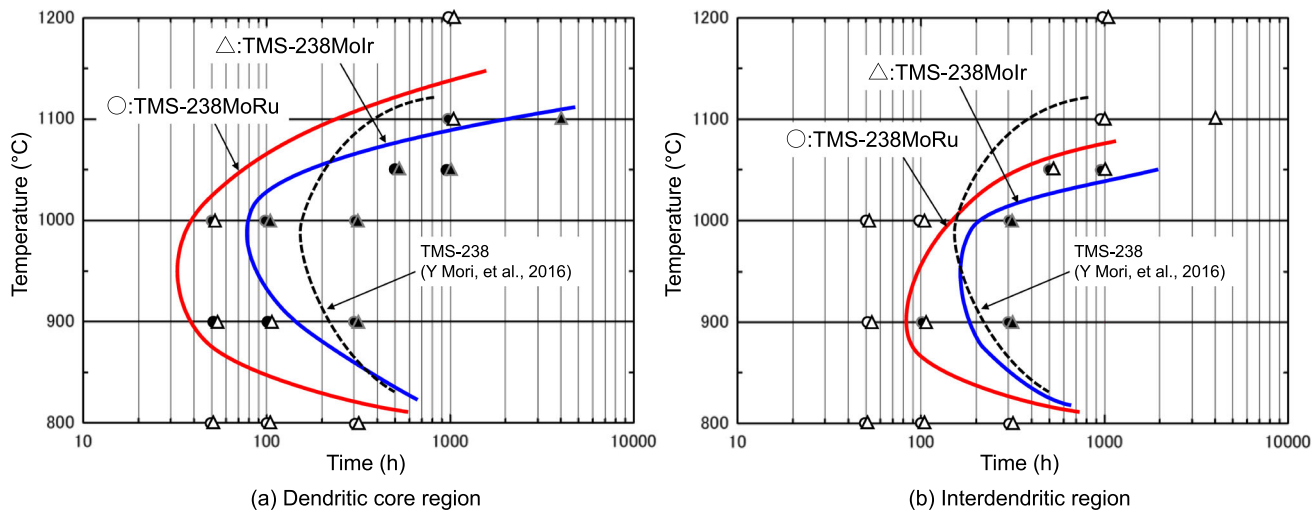 1200
1100
1000
900
800
Temperature (°C)
△:TMS-238MoIr
○:TMS-238MoRu
TMS-238
(Y Mori, et al., 2016)
10
100
1000
10000
Time (h)
(a) Dendritic core region
1200
1100
1000
900
800
Temperature (°C)
△:TMS-238MoIr
○:TMS-238MoRu
TMS-238
(Y Mori, et al., 2016)
10
100
1000
10000
Time (h)
(b) Interdendritic region